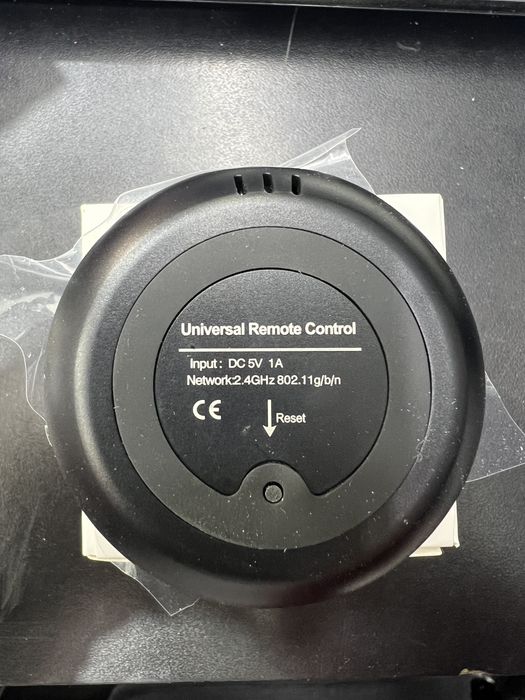 Universal Remote Control
Input: DC 5V 1A
Network:2.4GHz 802.11g/b/n
CE
Reset